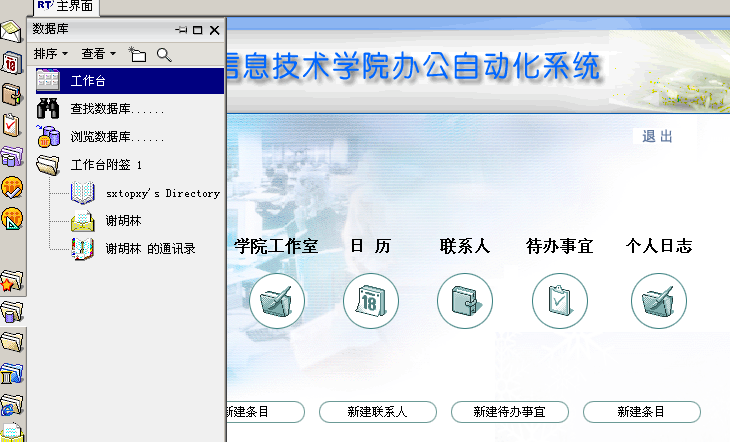 RT 主界面
数据库
排序 查看
工作台
查找数据库......
浏览数据库......
工作台附签 1
sxtopxy's Directory
谢胡林
谢胡林 的通讯录
信息技术学院办公自动化系统
退 出
学院工作室 日 历 联系人 待办事宜 个人日志
18
18
新建条目 新建联系人 新建待办事宜 新建条目